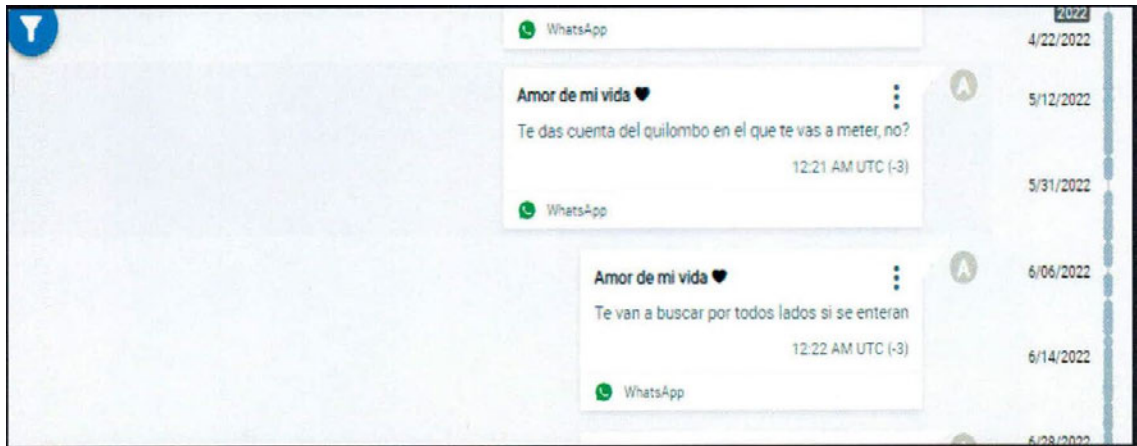 2022
WhatsApp
4/22/2022
Amor de mi vida 🖤
A
5/12/2022
Te das cuenta del quilombo en el que te vas a meter, no?
12:21 AM UTC (-3)
5/31/2022
WhatsApp
Amor de mi vida 🖤
A
6/06/2022
Te van a buscar por todos lados si se enteran
12:22 AM UTC (-3)
6/14/2022
WhatsApp
6/28/2022